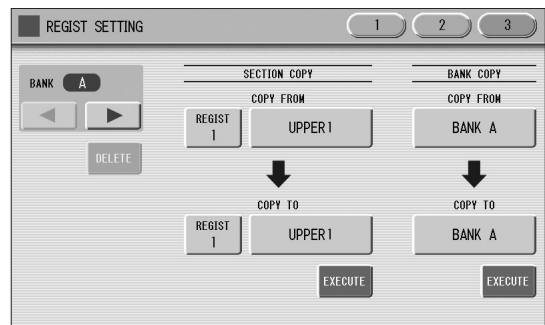 REGIST SETTING
1 2 3
BANK A
DELETE
SECTION COPY
COPY FROM
REGIST
1
UPPER1
COPY TO
REGIST
1
UPPER1
EXECUTE
BANK COPY
COPY FROM
BANK A
COPY TO
BANK A
EXECUTE